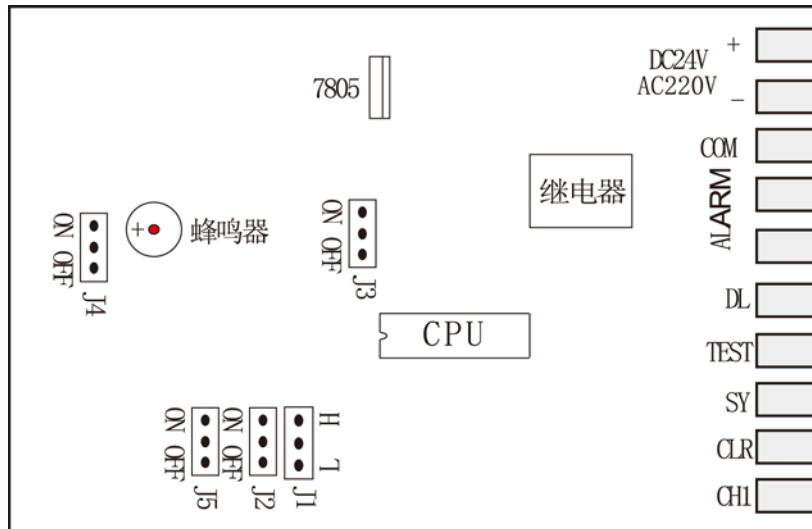 7805
DC24V
AC220V
+
−
COM
ALARM
DL
TEST
SY
CLR
CH1
继电器
+
蜂鸣器
ON OFF
J4
ON OFF
J3
CPU
ON OFF
J5
ON OFF
J2
H L
J1